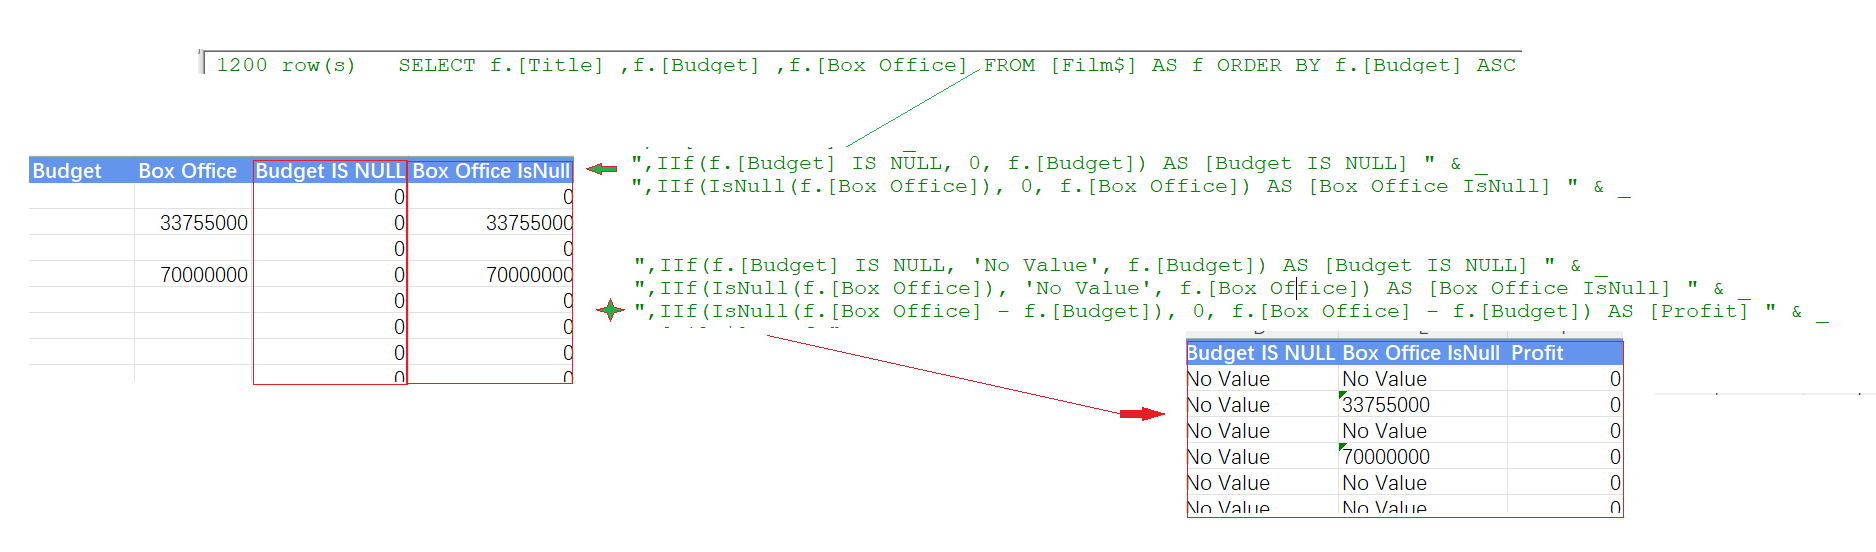 1200 row(s) SELECT f.[Title] ,f.[Budget] ,f.[Box Office] FROM [Film$] AS f ORDER BY f.[Budget] ASC
",IIf(f.[Budget] IS NULL, 0, f.[Budget]) AS [Budget IS NULL] " & _
",IIf(IsNull(f.[Box Office]), 0, f.[Box Office]) AS [Box Office IsNull] " & _
Budget Box Office Budget IS NULL Box Office IsNull
0 0
33755000 0 33755000
0 0
70000000 0 70000000
0 0
0 0
0 0
0 0
",IIf(f.[Budget] IS NULL, 'No Value', f.[Budget]) AS [Budget IS NULL] " & _
",IIf(IsNull(f.[Box Office]), 'No Value', f.[Box Office]) AS [Box Office IsNull] " & _
",IIf(IsNull(f.[Box Office] - f.[Budget]), 0, f.[Box Office] - f.[Budget]) AS [Profit] " & _
Budget IS NULL Box Office IsNull Profit
No Value No Value 0
No Value 33755000 0
No Value No Value 0
No Value 70000000 0
No Value No Value 0
No Value No Value 0